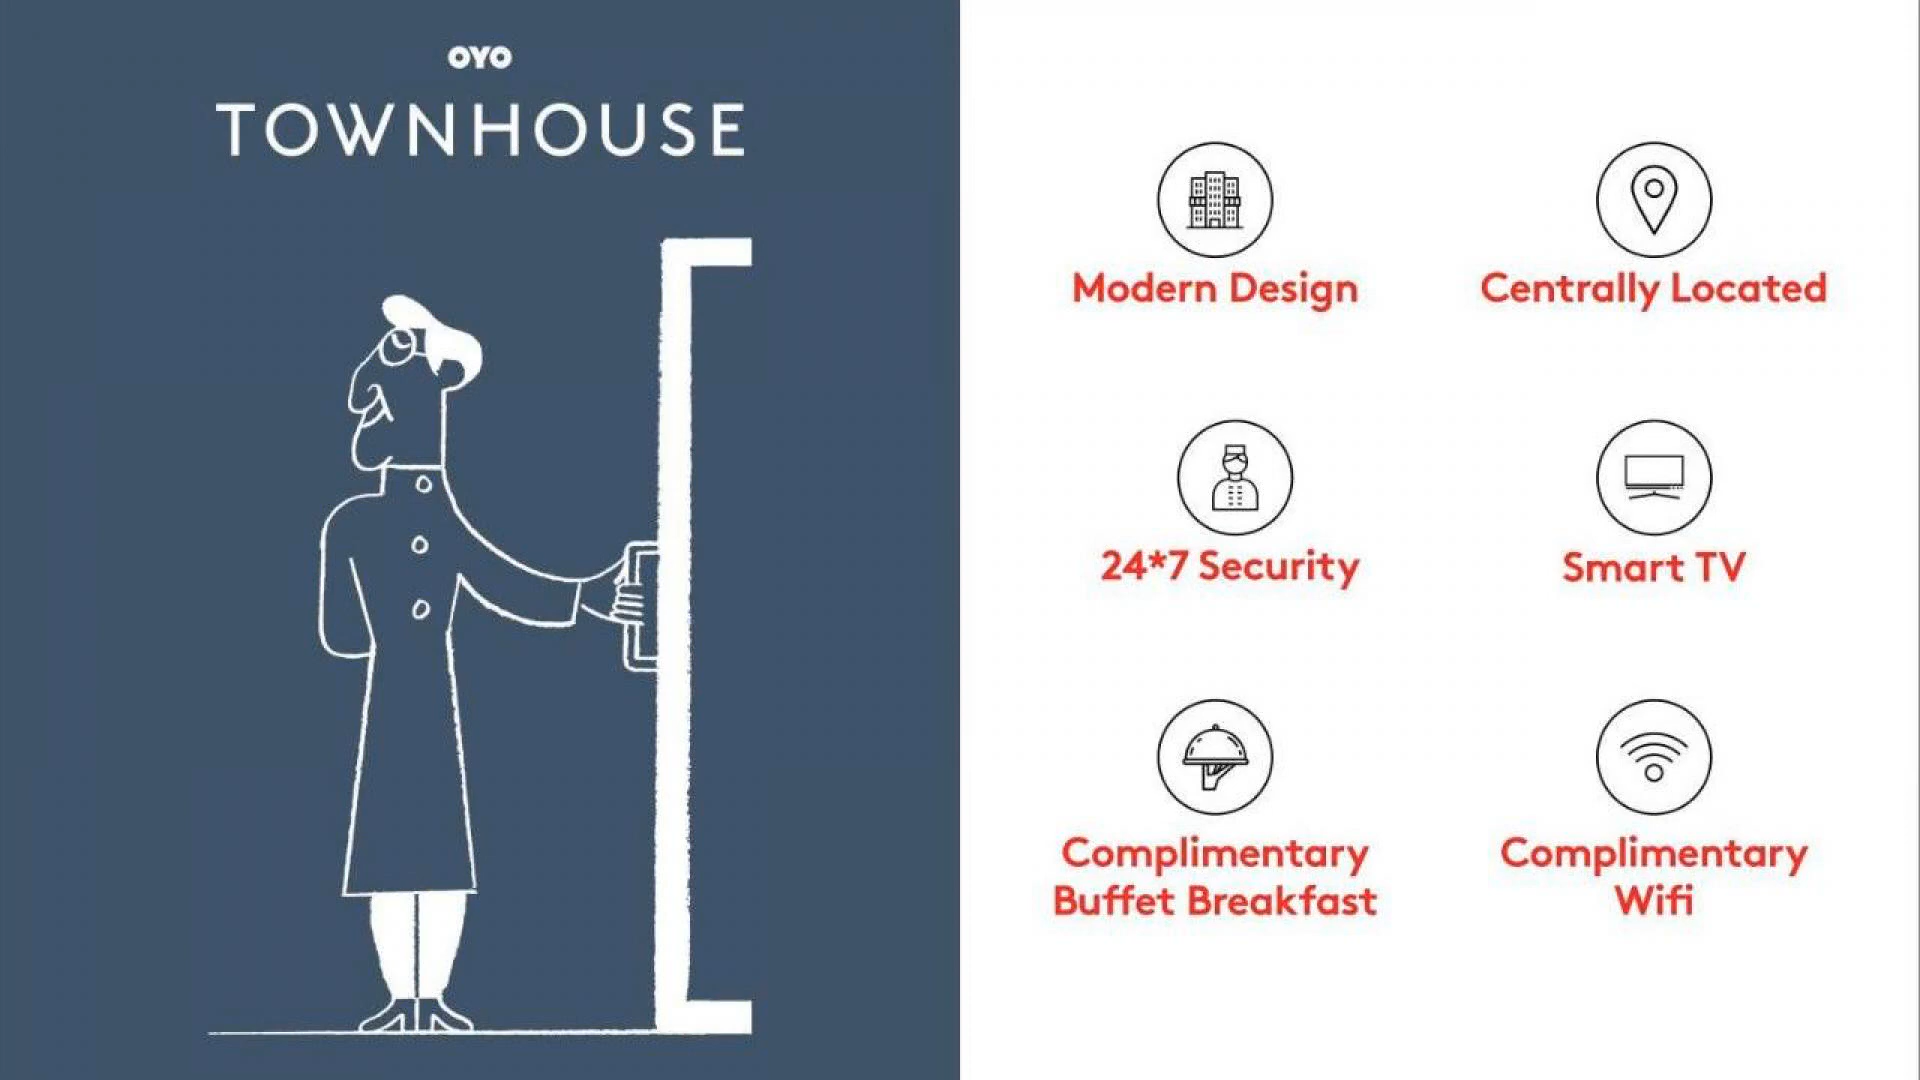 OYO
TOWNHOUSE
Modern Design
Centrally Located
24*7 Security
Smart TV
Complimentary
Buffet Breakfast
Complimentary
Wifi